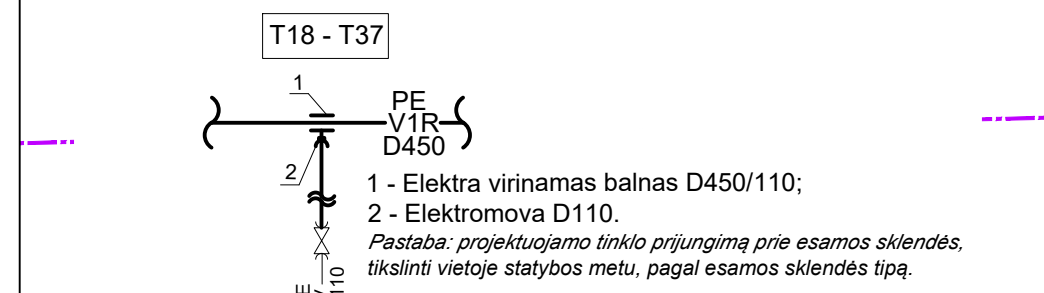 T18 - T37
1
PE
V1R
D450
2
1 - Elektra virinamas balnas D450/110;
2 - Elektromova D110.
Pastaba: projektuojamo tinklo prijungimą prie esamos sklendės,
tikslinti vietoje statybos metu, pagal esamos sklendės tipą.